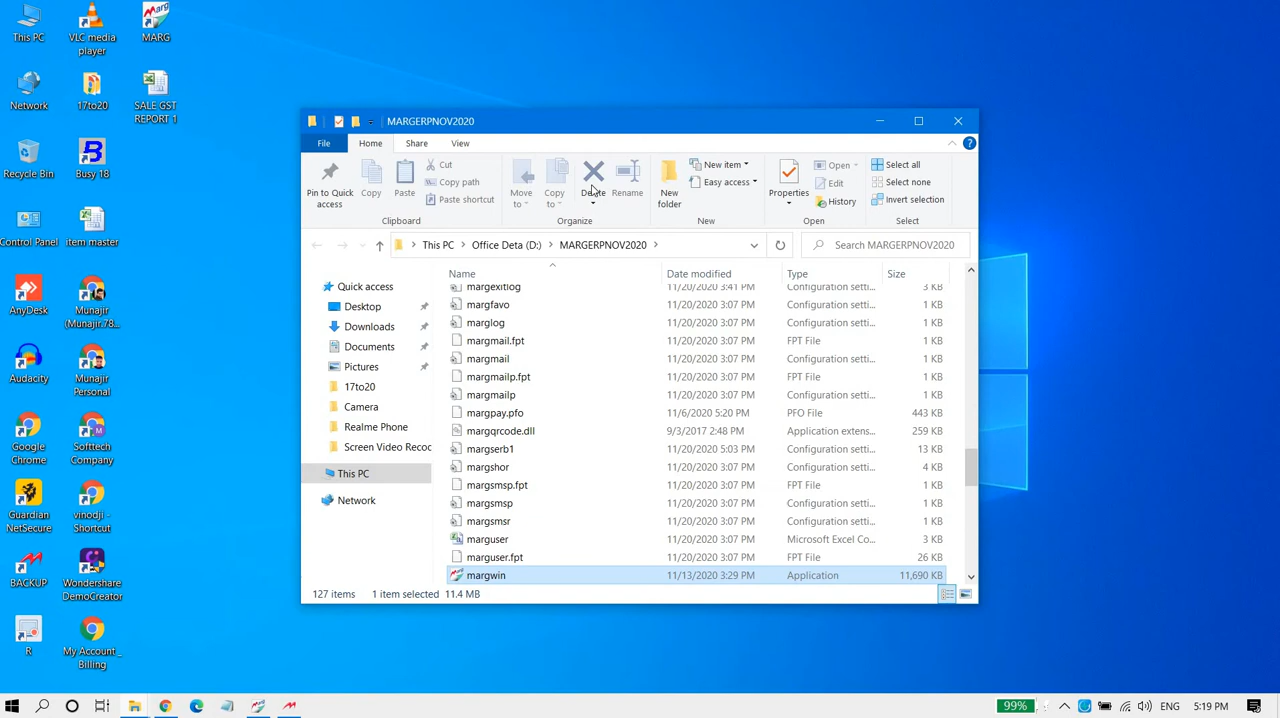 This PC
VLC media
player
MARG
Network
17to20
SALE GST
REPORT 1
Recycle Bin
Busy 18
Control Panel
item master
AnyDesk
Munajir
(Munajir.78...
Audacity
Munajir
Personal
Google
Chrome
Softtech
Company
Guardian
NetSecure
vinodji -
Shortcut
BACKUP
Wondershare
DemoCreator
R
My Account _
Billing
MARGERPNOV2020
File Home Share View
Pin to Quick
access
Copy
Paste
Cut
Copy path
Paste shortcut
Clipboard
Move
to
Copy
to
Delete
Rename
Organize
New
folder
New item
Easy access
New
Properties
Open
Edit
History
Open
Select all
Select none
Invert selection
Select
This PC > Office Deta (D:) > MARGERPNOV2020 >
Search MARGERPNOV2020
Quick access
Desktop
Downloads
Documents
Pictures
17to20
Camera
Realme Phone
Screen Video Recoc
This PC
Network
Name Date modified Type Size
margexitlog 11/20/2020 3:41 PM Configuration setti... 3 KB
margfavo 11/20/2020 3:07 PM Configuration setti... 1 KB
marglog 11/20/2020 3:07 PM Configuration setti... 1 KB
margmail.fpt 11/20/2020 3:07 PM FPT File 1 KB
margmail 11/20/2020 3:07 PM Configuration setti... 1 KB
margmailp.fpt 11/20/2020 3:07 PM FPT File 1 KB
margmailp 11/20/2020 3:07 PM Configuration setti... 1 KB
margpay.pfo 11/6/2020 5:20 PM PFO File 443 KB
margqrcode.dll 9/3/2017 2:48 PM Application extens... 259 KB
margserb1 11/20/2020 5:03 PM Configuration setti... 13 KB
margshor 11/20/2020 3:07 PM Configuration setti... 4 KB
margsmsp.fpt 11/20/2020 3:07 PM FPT File 1 KB
margsmsp 11/20/2020 3:07 PM Configuration setti... 1 KB
margsmsr 11/20/2020 3:07 PM Configuration setti... 1 KB
marguser 11/20/2020 3:07 PM Microsoft Excel Co... 3 KB
marguser.fpt 11/20/2020 3:07 PM FPT File 26 KB
margwin 11/13/2020 3:29 PM Application 11,690 KB
127 items 1 item selected 11.4 MB
99% ENG 5:19 PM